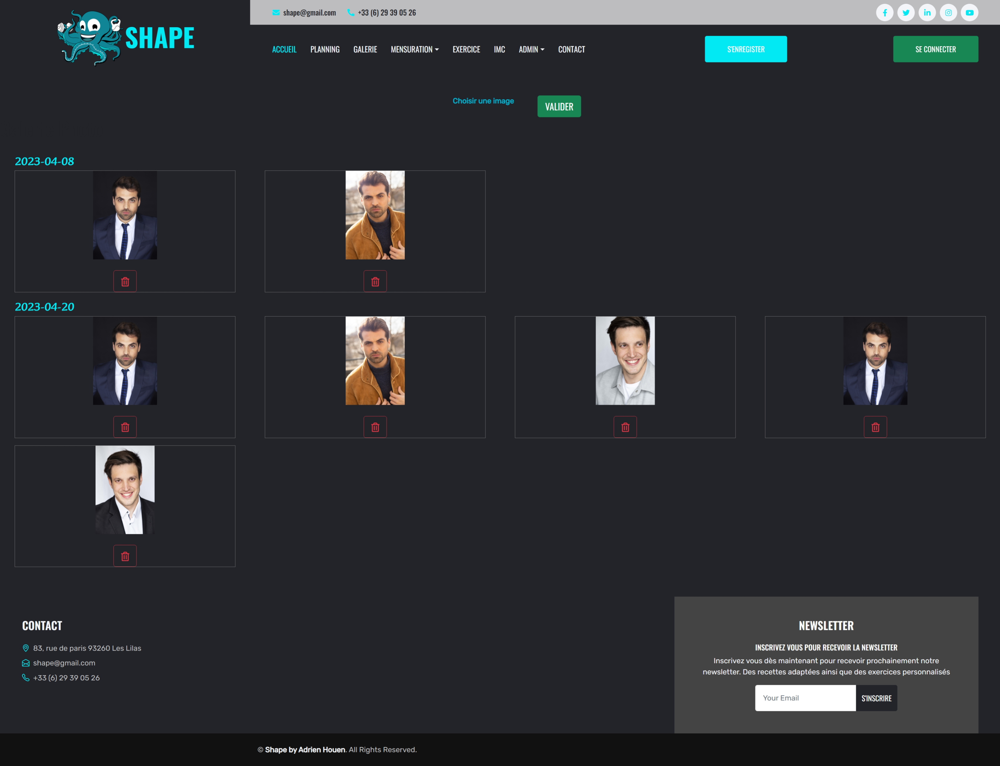 SHAPE
shape@gmail.com +33 (6) 29 39 05 26
ACCUEIL PLANNING GALERIE MENSURATION EXERCICE IMC ADMIN CONTACT S'ENREGISTER SE CONNECTER
Choisir une image VALIDER
2023-04-08
2023-04-20
CONTACT
83, rue de paris 93260 Les Lilas
shape@gmail.com
+33 (6) 29 39 05 26
NEWSLETTER
INSCRIVEZ VOUS POUR RECEVOIR LA NEWSLETTER
Inscrivez vous dès maintenant pour recevoir prochainement notre
newsletter. Des recettes adaptées ainsi que des exercices personnalisés
Your Email S'INSCRIRE
© Shape by Adrien Houen. All Rights Reserved.